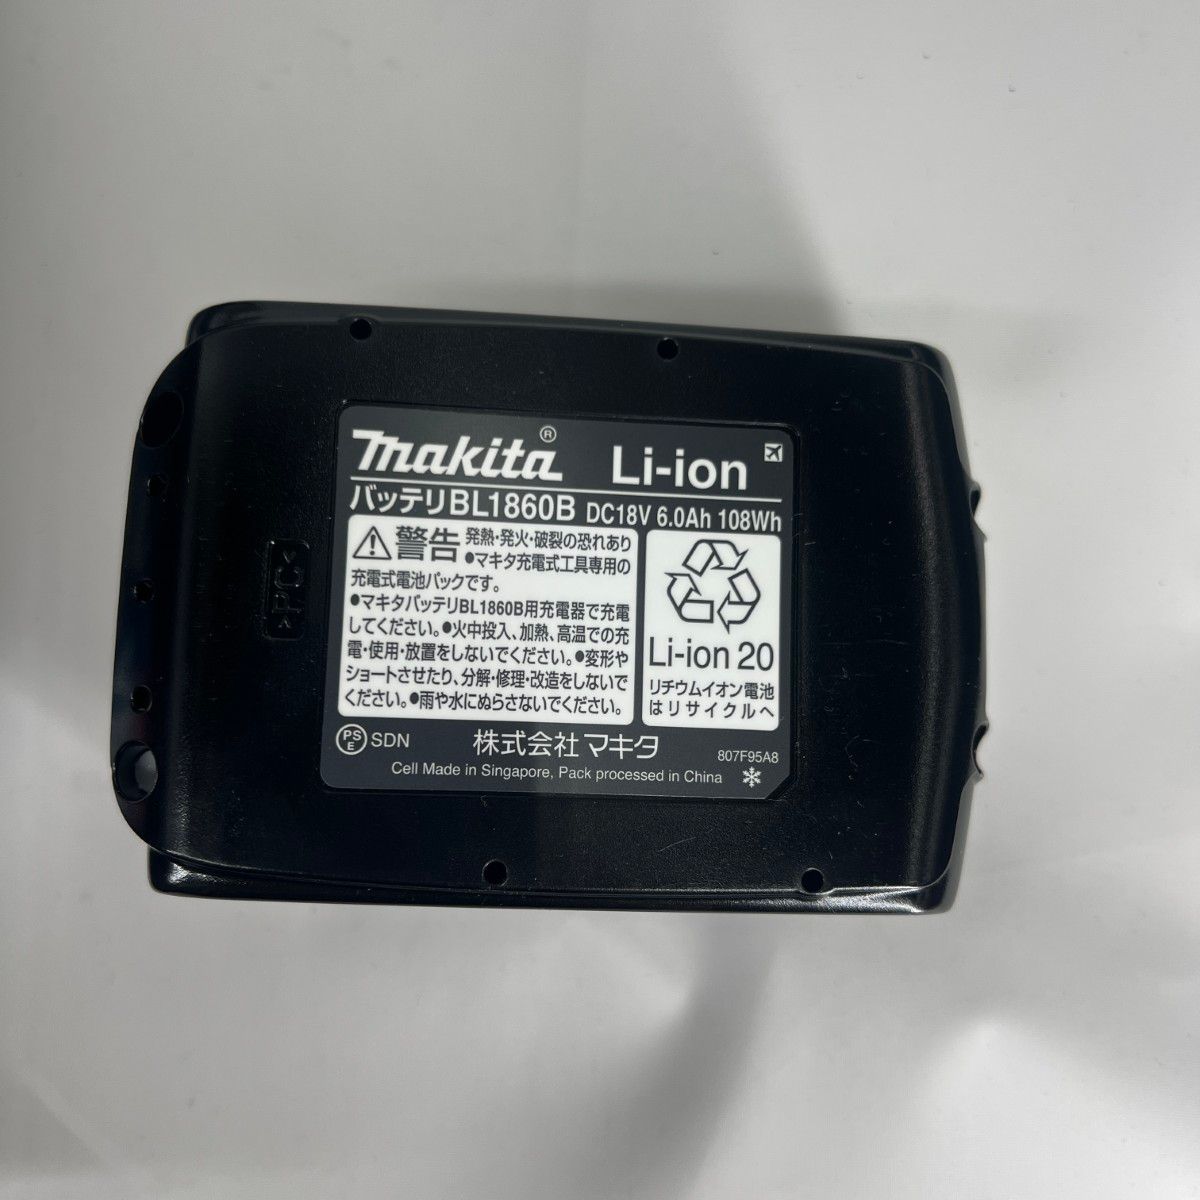 makita®
Li-ion
バッテリBL1860B DC18V 6.0Ah 108Wh
警告 発熱・発火・破裂の恐れあり
●マキタ充電式工具専用の
充電式電池パックです。
●マキタバッテリBL1860B用充電器で充電
してください。●火中投入、加熱、高温での充
電・使用・放置をしないでください。●変形や
ショートさせたり、分解・修理・改造をしないで
ください。●雨や水にぬらさないでください。
Li-ion 20
リチウムイオン電池
はリサイクルへ
PSE SDN 株式会社 マキタ 807F95A8
Cell Made in Singapore, Pack processed in China
>PC<